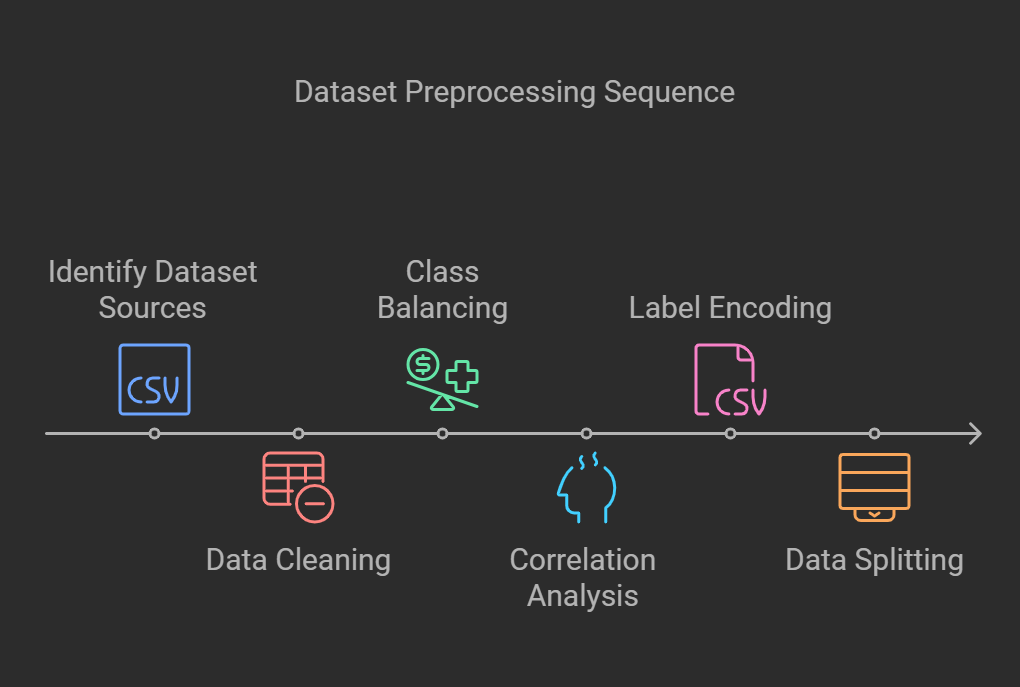 Dataset Preprocessing Sequence
Identify Dataset
Sources
CSV
Data Cleaning
Class
Balancing
$
Correlation
Analysis
Label Encoding
CSV
Data Splitting